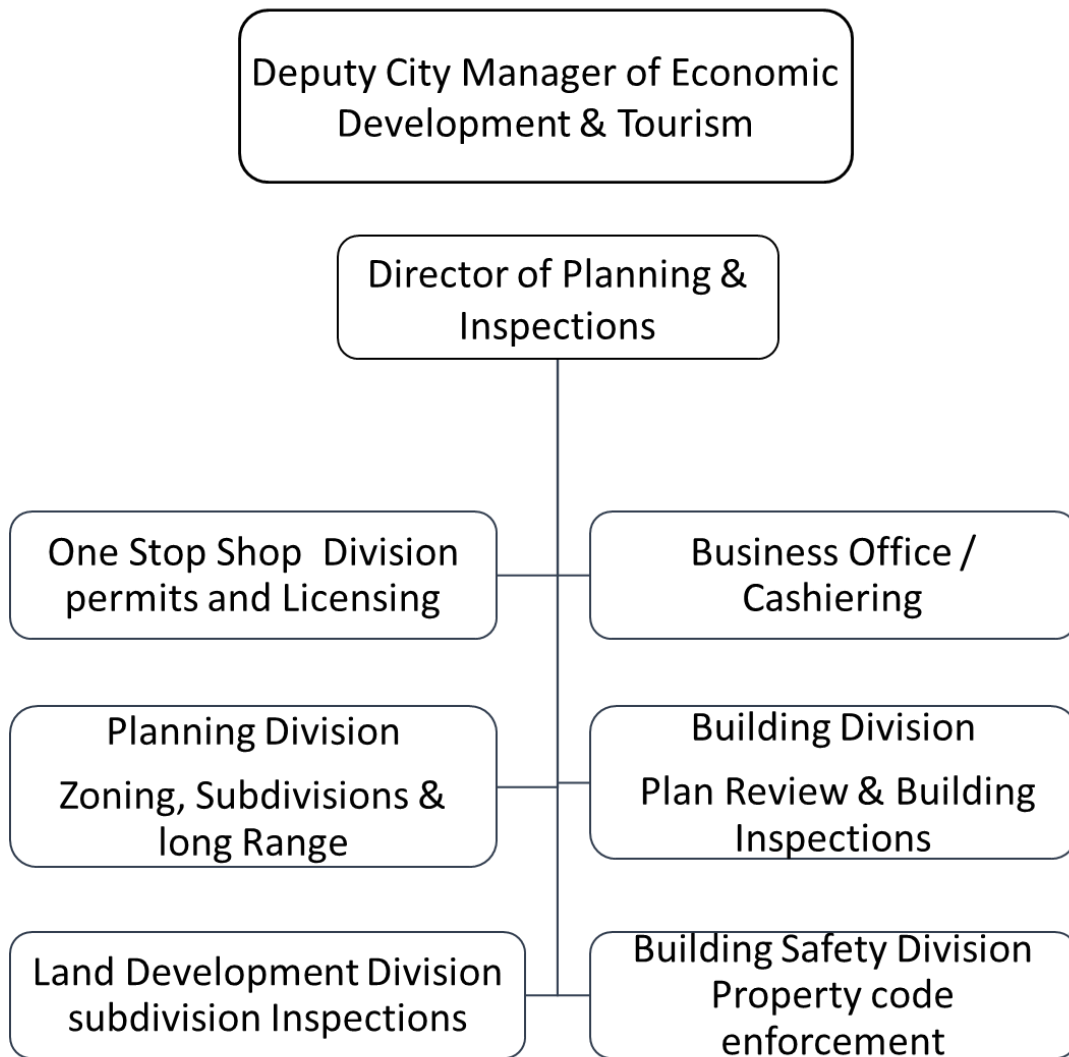 Deputy City Manager of Economic
Development & Tourism
Director of Planning &
Inspections
One Stop Shop  Division
permits and Licensing
Business Office /
Cashiering
Planning Division
Zoning, Subdivisions &
long Range
Building Division
Plan Review & Building
Inspections
Land Development Division
subdivision Inspections
Building Safety Division
Property code
enforcement